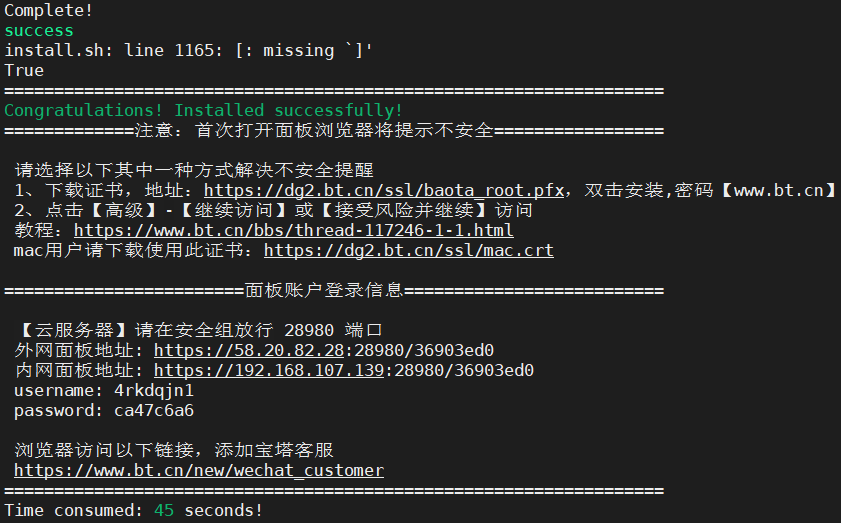 Complete!
success
install.sh: line 1165: [: missing `]'
True
==================================================================
Congratulations! Installed successfully!
=============注意：首次打开面板浏览器将提示不安全=================
请选择以下其中一种方式解决不安全提醒
1、下载证书，地址：https://dg2.bt.cn/ssl/baota_root.pfx，双击安装,密码【www.bt.cn】
2、点击【高级】-【继续访问】或【接受风险并继续】访问
教程：https://www.bt.cn/bbs/thread-117246-1-1.html
mac用户请下载使用此证书：https://dg2.bt.cn/ssl/mac.crt
========================面板账户登录信息==========================
【云服务器】请在安全组放行 28980 端口
外网面板地址: https://58.20.82.28:28980/36903ed0
内网面板地址: https://192.168.107.139:28980/36903ed0
username: 4rkdqjn1
password: ca47c6a6
浏览器访问以下链接，添加宝塔客服
https://www.bt.cn/new/wechat_customer
==================================================================
Time consumed: 45 seconds!